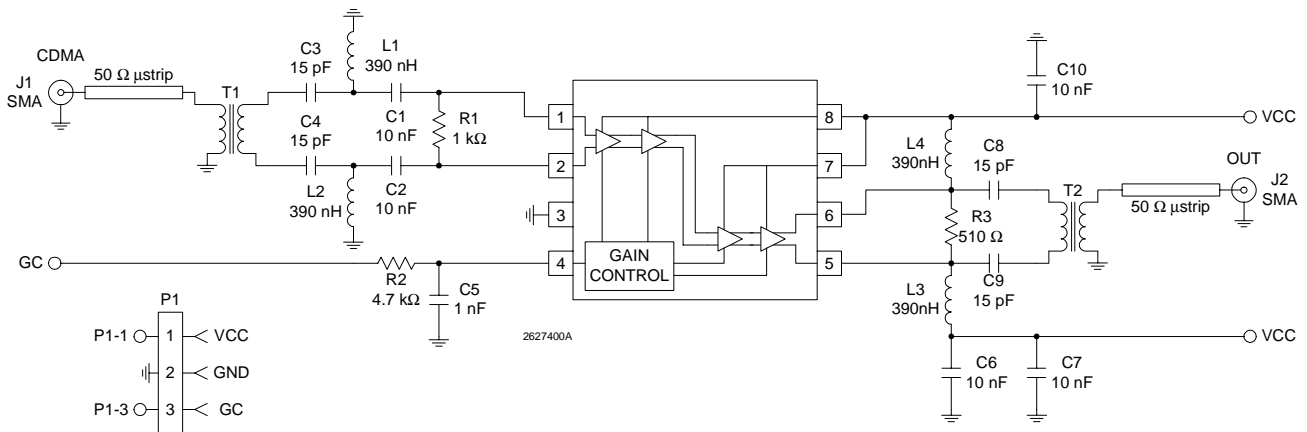 CDMA
J1
SMA
50 Ω µstrip
T1
C3
15 pF
L1
390 nH
C4
15 pF
C1
10 nF
R1
1 kΩ
L2
390 nH
C2
10 nF
GC
R2
4.7 kΩ
C5
1 nF
1
2
3
4
GAIN
CONTROL
8
7
6
5
2627400A
C10
10 nF
VCC
L4
390nH
C8
15 pF
R3
510 Ω
T2
50 Ω µstrip
OUT
J2
SMA
L3
390nH
C9
15 pF
VCC
C6
10 nF
C7
10 nF
P1
P1-1 1 VCC
2 GND
P1-3 3 GC